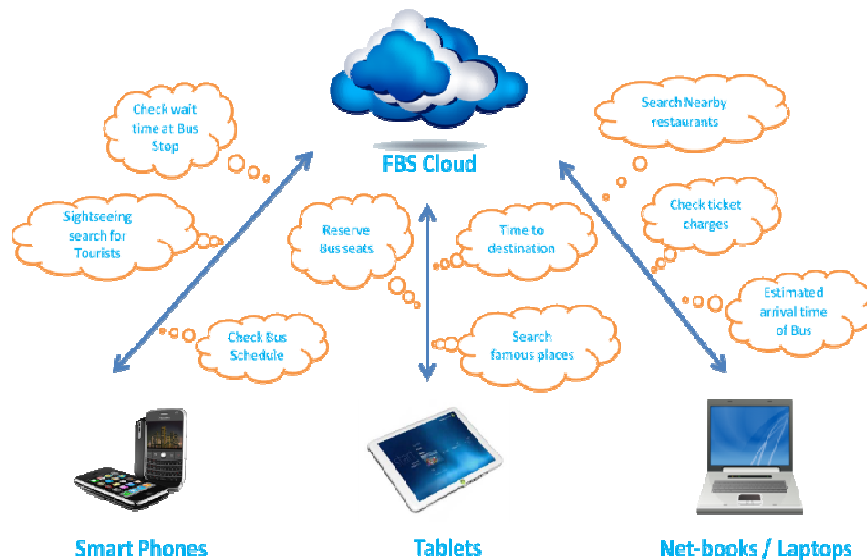 Check wait
time at Bus
Stop
Search Nearby
restaurants
FBS Cloud
Sightseeing
search for
Tourists
Reserve
Bus seats
Time to
destination
Check ticket
charges
Estimated
arrival time
of Bus
Check Bus
Schedule
Search
famous places
Smart Phones
Tablets
Net-books / Laptops